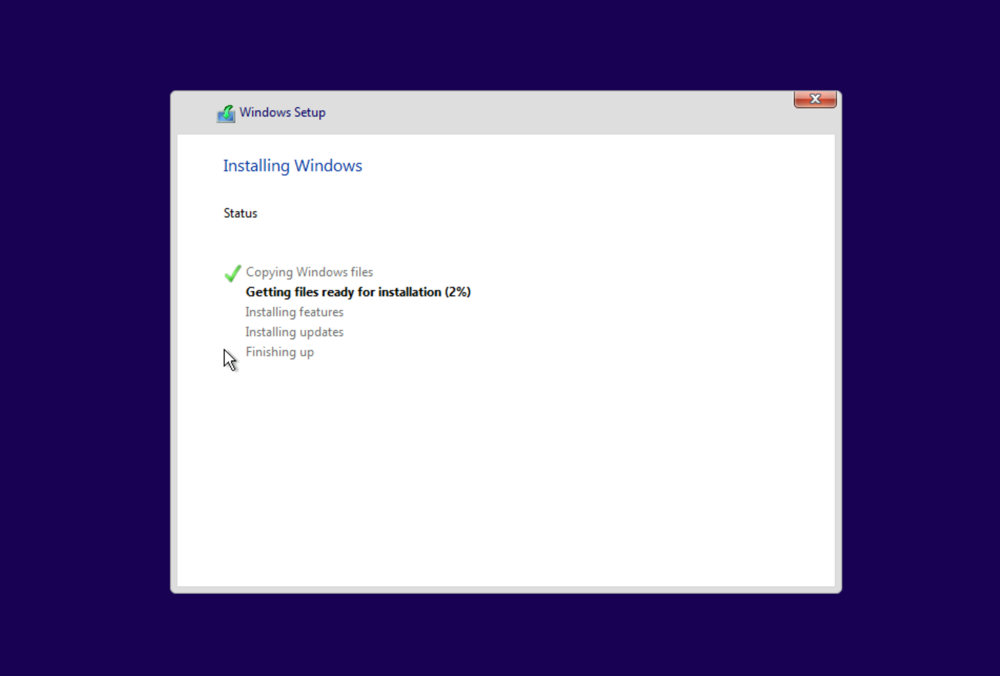 Windows Setup
Installing Windows
Status
Copying Windows files
Getting files ready for installation (2%)
Installing features
Installing updates
Finishing up